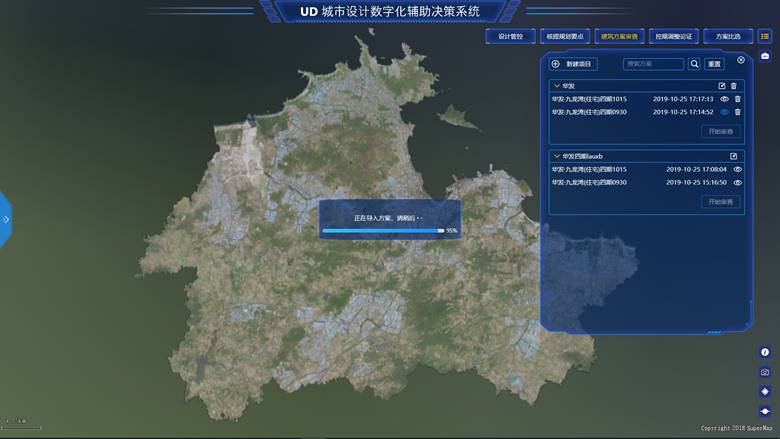 UD 城市设计数字化辅助决策系统
设计管控
核提规划要点
建筑方案审查
控规调整论证
方案比选
新建项目
搜索方案
重置
华发
华发·九龙湾(住宅)四期1015 2019-10-25 17:17:13
华发·九龙湾(住宅)四期0930 2019-10-25 17:14:52
开始审查
华发四期liauxb
华发·九龙湾(住宅)四期1015 2019-10-25 17:08:04
华发·九龙湾(住宅)四期0930 2019-10-25 15:16:50
开始审查
正在导入方案，请稍后··
95%
Copyright 2018 SuperMap